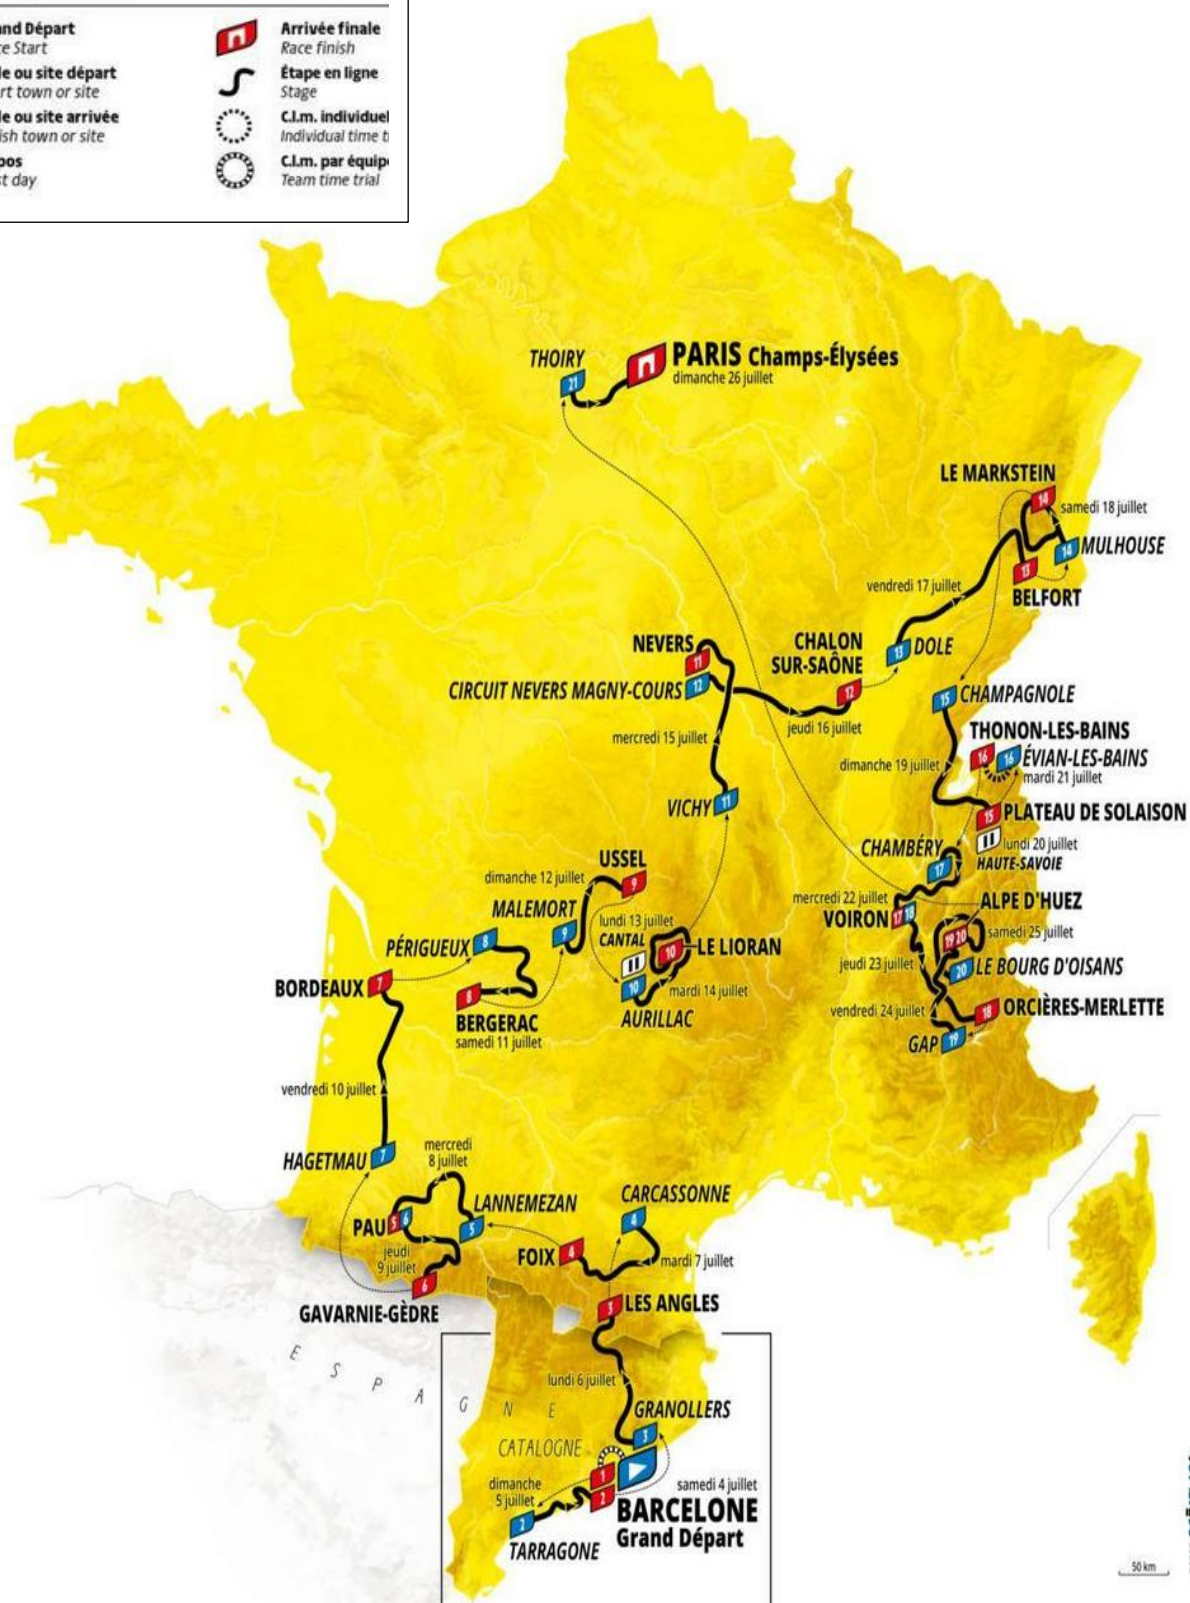 and Départ
e Start
le ou site départ
rt town or site
le ou site arrivée
ish town or site
pos
t day
Arrivée finale
Race finish
Étape en ligne
Stage
C.l.m. individuel
Individual time t
C.l.m. par équip
Team time trial
THOIRY
21
PARIS Champs-Élysées
dimanche 26 juillet
LE MARKSTEIN
14
samedi 18 juillet
14
MULHOUSE
13
BELFORT
vendredi 17 juillet
NEVERS
11
CHALON
SUR-SAÔNE
12
13
DOLE
CIRCUIT NEVERS MAGNY-COURS
12
jeudi 16 juillet
15
CHAMPAGNOLE
mercredi 15 juillet
THONON-LES-BAINS
16
16
ÉVIAN-LES-BAINS
mardi 21 juillet
dimanche 19 juillet
VICHY
11
15
PLATEAU DE SOLAISON
lundi 20 juillet
HAUTE-SAVOIE
CHAMBÉRY
17
USSEL
9
dimanche 12 juillet
mercredi 22 juillet
VOIRON
17 18
ALPE D'HUEZ
19 20
samedi 25 juillet
MALEMORT
9
lundi 13 juillet
CANTAL
PÉRIGUEUX
8
10
LE LIORAN
jeudi 23 juillet
20
LE BOURG D'OISANS
BORDEAUX
7
8
BERGERAC
samedi 11 juillet
10
mardi 14 juillet
AURILLAC
vendredi 24 juillet
18
ORCIÈRES-MERLETTE
GAP
19
vendredi 10 juillet
HAGETMAU
7
mercredi
8 juillet
LANNEMEZAN
5
PAU
5 6
jeudi
9 juillet
6
GAVARNIE-GÈDRE
CARCASSONNE
4
FOIX
4
mardi 7 juillet
3
LES ANGLES
ESPAGNE
lundi 6 juillet
GRANOLLERS
3
CATALOGNE
1
2
samedi 4 juillet
BARCELONE
Grand Départ
dimanche
5 juillet
2
TARRAGONE
50 km